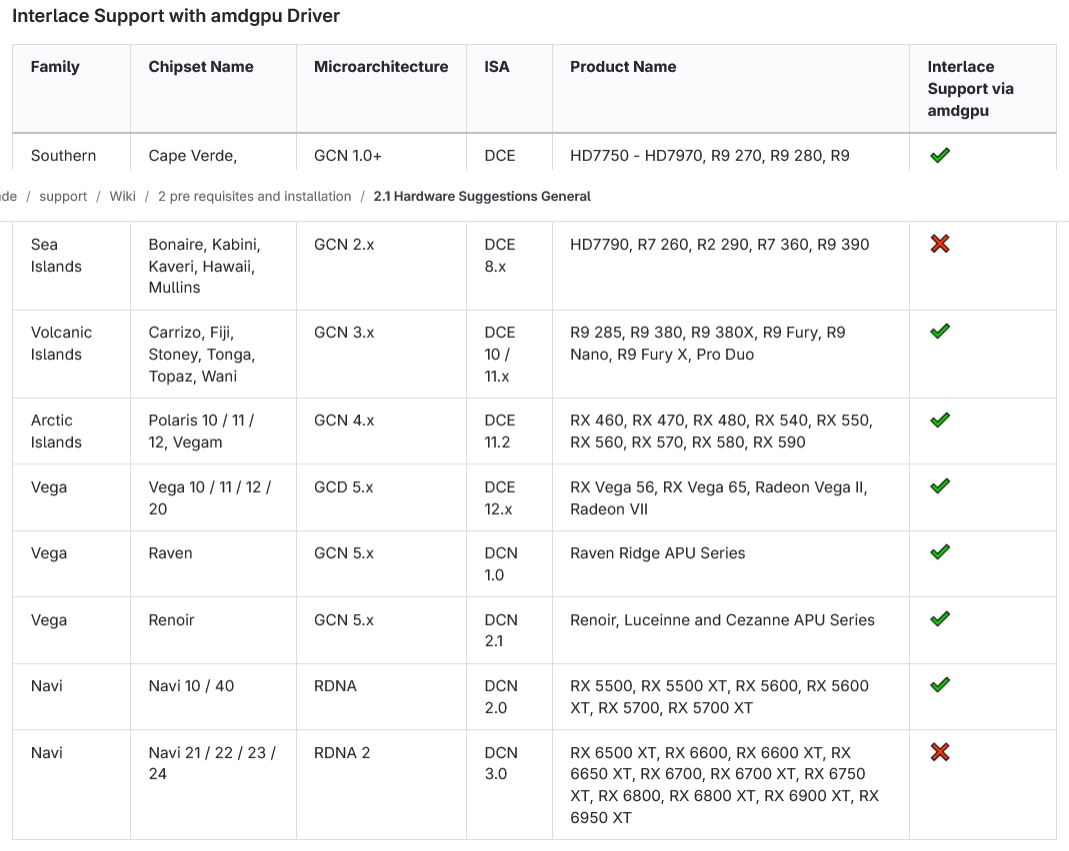 Interlace Support with amdgpu Driver
Family
Chipset Name
Microarchitecture
ISA
Product Name
Interlace
Support via
amdgpu
Southern
Cape Verde,
GCN 1.0+
DCE
HD7750 - HD7970, R9 270, R9 280, R9
de / support / Wiki / 2 pre requisites and installation / 2.1 Hardware Suggestions General
Sea
Islands
Bonaire, Kabini,
Kaveri, Hawaii,
Mullins
GCN 2.x
DCE
8.x
HD7790, R7 260, R2 290, R7 360, R9 390
Volcanic
Islands
Carrizo, Fiji,
Stoney, Tonga,
Topaz, Wani
GCN 3.x
DCE
10 /
11.x
R9 285, R9 380, R9 380X, R9 Fury, R9
Nano, R9 Fury X, Pro Duo
Arctic
Islands
Polaris 10 / 11 /
12, Vegam
GCN 4.x
DCE
11.2
RX 460, RX 470, RX 480, RX 540, RX 550,
RX 560, RX 570, RX 580, RX 590
Vega
Vega 10 / 11 / 12 /
20
GCD 5.x
DCE
12.x
RX Vega 56, RX Vega 65, Radeon Vega II,
Radeon VII
Vega
Raven
GCN 5.x
DCN
1.0
Raven Ridge APU Series
Vega
Renoir
GCN 5.x
DCN
2.1
Renoir, Luceinne and Cezanne APU Series
Navi
Navi 10 / 40
RDNA
DCN
2.0
RX 5500, RX 5500 XT, RX 5600, RX 5600
XT, RX 5700, RX 5700 XT
Navi
Navi 21 / 22 / 23 /
24
RDNA 2
DCN
3.0
RX 6500 XT, RX 6600, RX 6600 XT, RX
6650 XT, RX 6700, RX 6700 XT, RX 6750
XT, RX 6800, RX 6800 XT, RX 6900 XT, RX
6950 XT